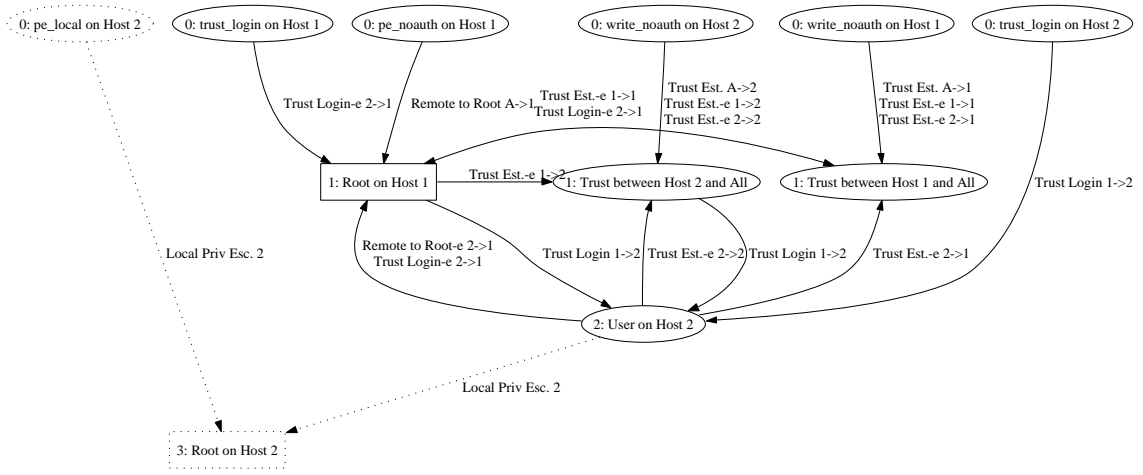 0: pe_local on Host 2
0: trust_login on Host 1
0: pe_noauth on Host 1
0: write_noauth on Host 2
0: write_noauth on Host 1
0: trust_login on Host 2
Trust Login-e 2->1
Remote to Root A->1
Trust Est.-e 1->1
Trust Login-e 2->1
Trust Est. A->2
Trust Est.-e 1->2
Trust Est.-e 2->2
Trust Est. A->1
Trust Est.-e 1->1
Trust Est.-e 2->1
1: Root on Host 1
Trust Est.-e 1->2
1: Trust between Host 2 and All
1: Trust between Host 1 and All
Trust Login 1->2
Local Priv Esc. 2
Remote to Root-e 2->1
Trust Login-e 2->1
Trust Login 1->2
Trust Est.-e 2->2
Trust Login 1->2
Trust Est.-e 2->1
2: User on Host 2
Local Priv Esc. 2
3: Root on Host 2